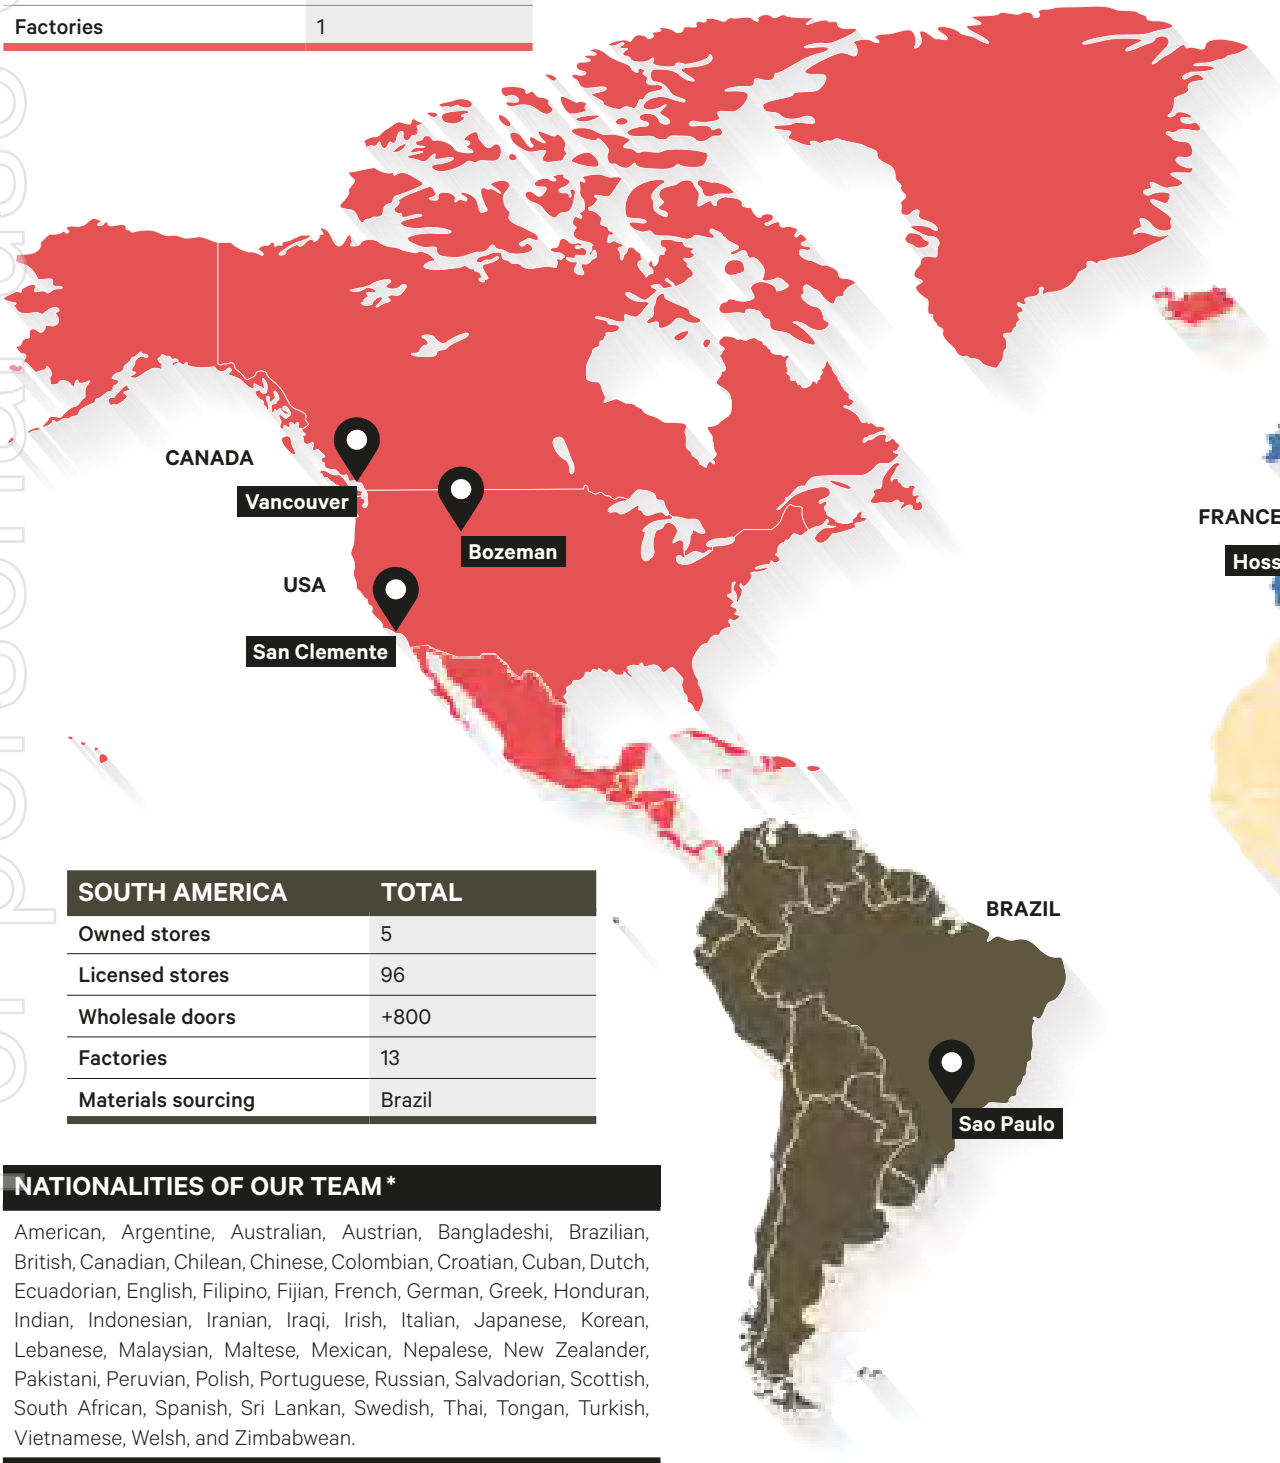 Factories 1
CANADA
Vancouver
Bozeman
USA
San Clemente
FRANCE
Hoss
SOUTH AMERICA TOTAL
Owned stores 5
Licensed stores 96
Wholesale doors +800
Factories 13
Materials sourcing Brazil
BRAZIL
Sao Paulo
NATIONALITIES OF OUR TEAM*
American, Argentine, Australian, Austrian, Bangladeshi, Brazilian,
British, Canadian, Chilean, Chinese, Colombian, Croatian, Cuban, Dutch,
Ecuadorian, English, Filipino, Fijian, French, German, Greek, Honduran,
Indian, Indonesian, Iranian, Iraqi, Irish, Italian, Japanese, Korean,
Lebanese, Malaysian, Maltese, Mexican, Nepalese, New Zealander,
Pakistani, Peruvian, Polish, Portuguese, Russian, Salvadorian, Scottish,
South African, Spanish, Sri Lankan, Swedish, Thai, Tongan, Turkish,
Vietnamese, Welsh, and Zimbabwean.